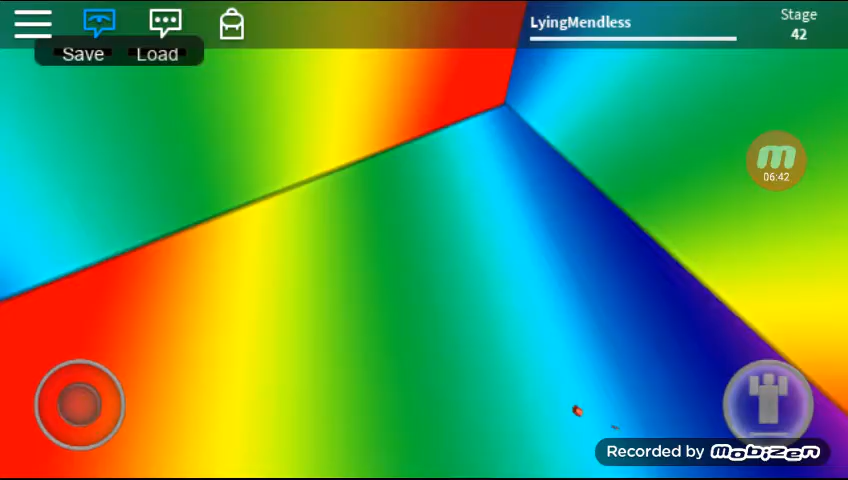 LyingMendless
Stage
42
Save Load
06:42
Recorded by Mobizen